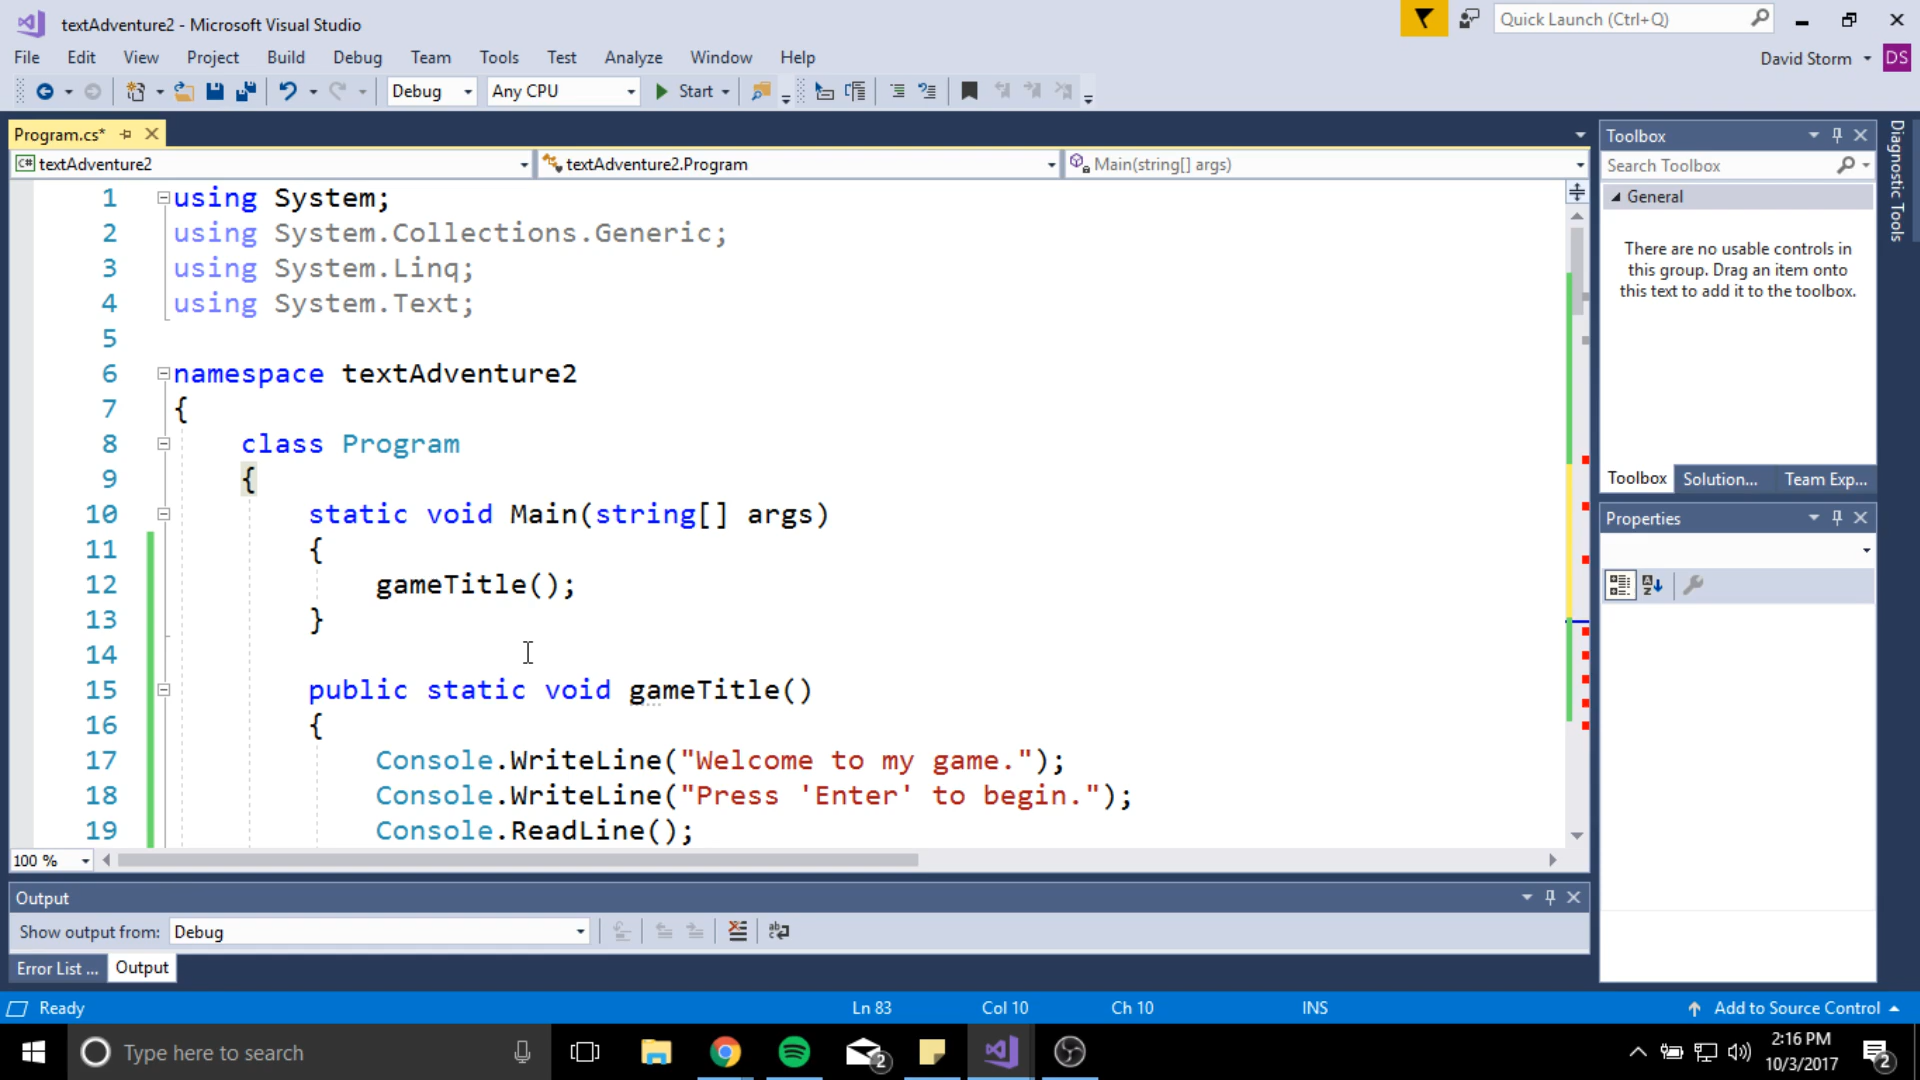 textAdventure2 - Microsoft Visual Studio
Quick Launch (Ctrl+Q)
File Edit View Project Build Debug Team Tools Test Analyze Window Help
David Storm DS
Debug Any CPU Start
Program.cs*
C# textAdventure2 textAdventure2.Program Main(string[] args)
1 using System;
2 using System.Collections.Generic;
3 using System.Linq;
4 using System.Text;
5
6 namespace textAdventure2
7 {
8 class Program
9 {
10 static void Main(string[] args)
11 {
12 gameTitle();
13 }
14
15 public static void gameTitle()
16 {
17 Console.WriteLine("Welcome to my game.");
18 Console.WriteLine("Press 'Enter' to begin.");
19 Console.ReadLine();
100 %
Toolbox
Search Toolbox
General
There are no usable controls in
this group. Drag an item onto
this text to add it to the toolbox.
Toolbox Solution... Team Exp...
Properties
Diagnostic Tools
Output
Show output from: Debug
Error List ... Output
Ready Ln 83 Col 10 Ch 10 INS Add to Source Control
Type here to search
2
2:16 PM
10/3/2017
2